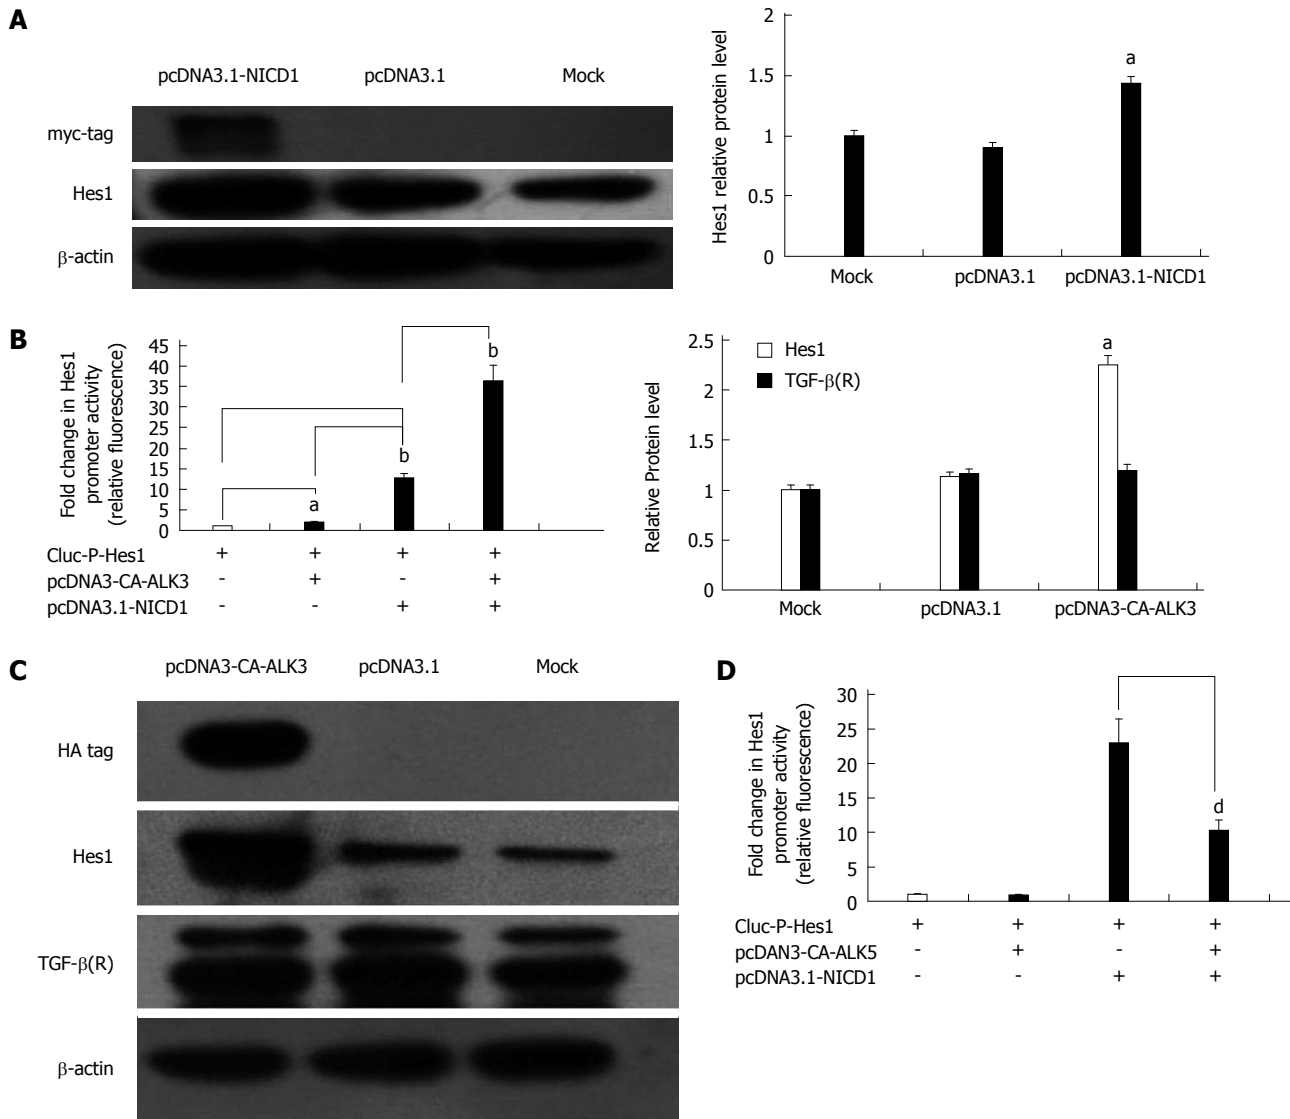 A
pcDNA3.1-NICD1 pcDNA3.1 Mock
myc-tag
Hes1
β-actin
Hes1 relative protein level
2
1.5
1
0.5
0
Mock pcDNA3.1 pcDNA3.1-NICD1
a
B
Fold change in Hes1
promoter activity
(relative fluorescence)
45
40
35
30
25
20
15
10
5
0
a
b
b
Cluc-P-Hes1 + + + +
pcDNA3-CA-ALK3 - + - +
pcDNA3.1-NICD1 - - + +
Relative Protein level
2.5
2
1.5
1
0.5
0
Hes1
TGF-β(R)
a
Mock pcDNA3.1 pcDNA3-CA-ALK3
C
pcDNA3-CA-ALK3 pcDNA3.1 Mock
HA tag
Hes1
TGF-β(R)
β-actin
D
Fold change in Hes1
promoter activity
(relative fluorescence)
30
25
20
15
10
5
0
d
Cluc-P-Hes1 + + + +
pcDAN3-CA-ALK5 - + - +
pcDNA3.1-NICD1 - - + +